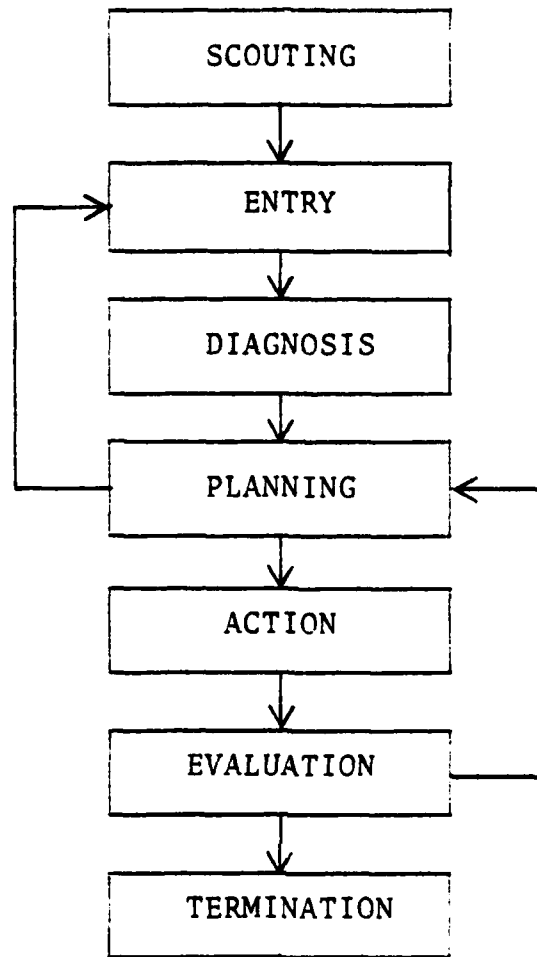 SCOUTING
ENTRY
DIAGNOSIS
PLANNING
ACTION
EVALUATION
TERMINATION